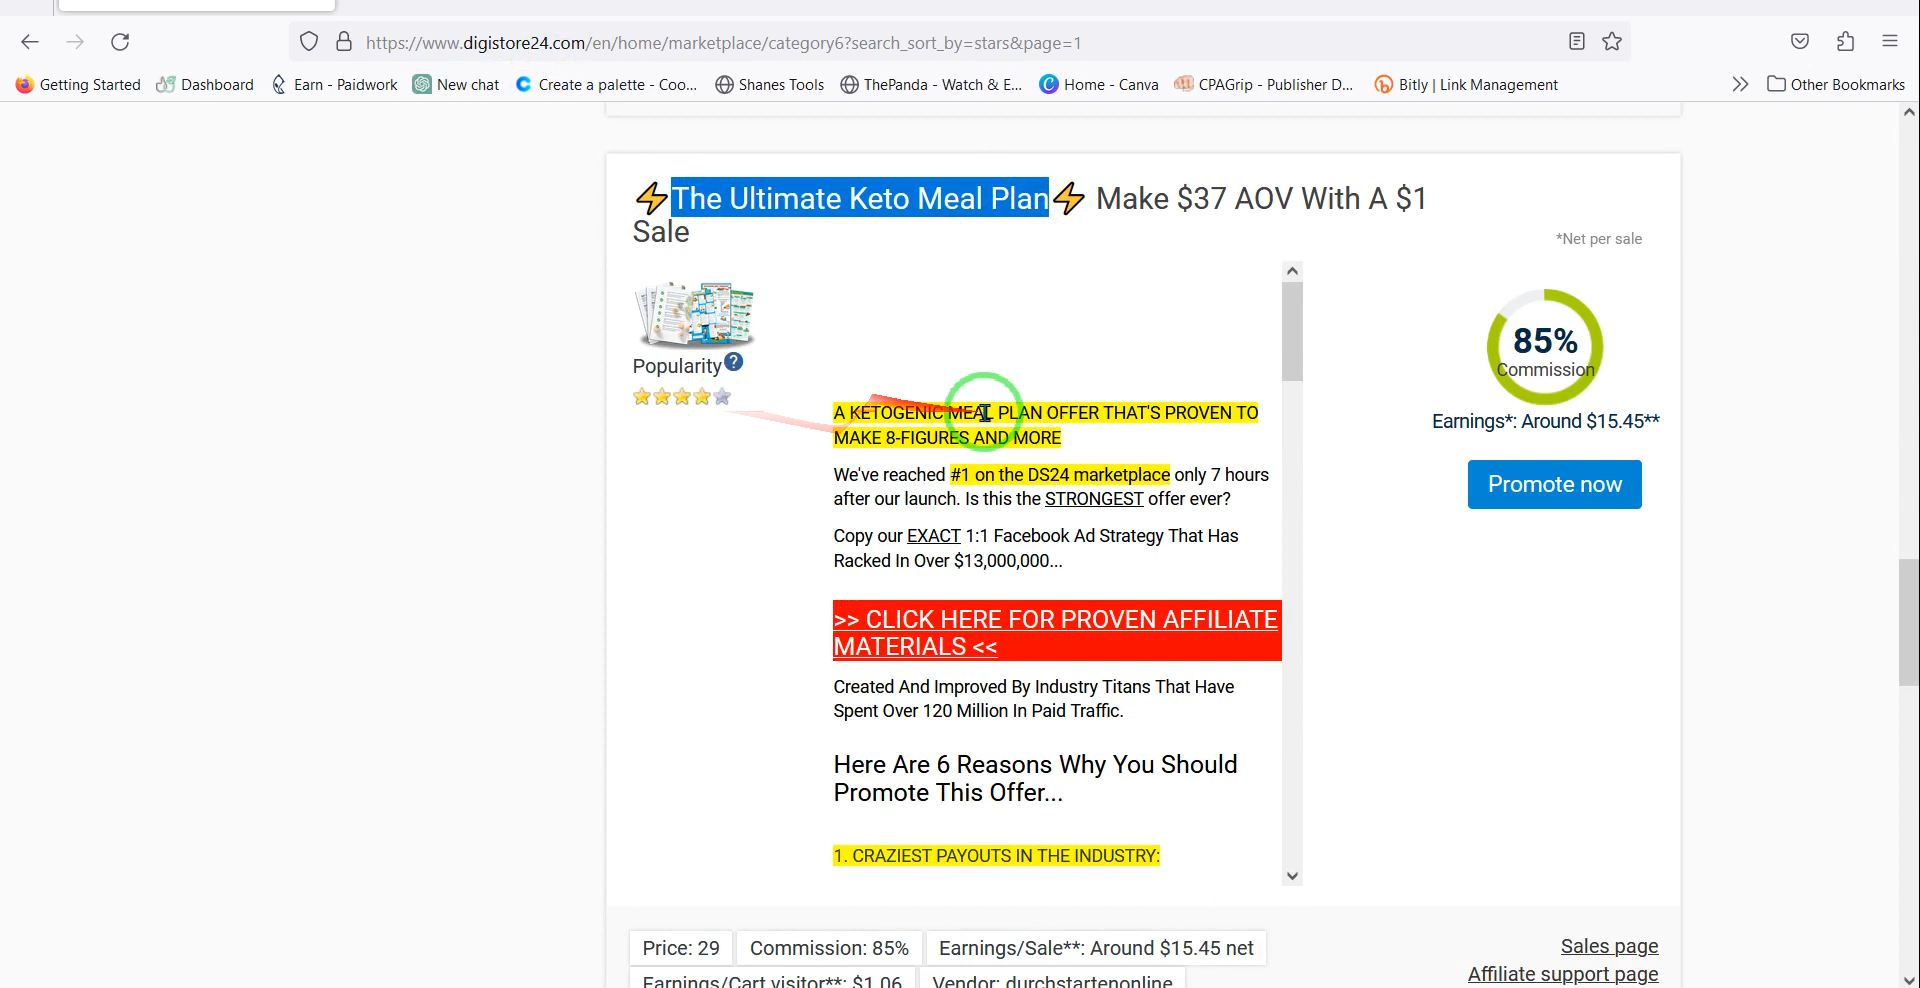 https://www.digistore24.com/en/home/marketplace/category6?search_sort_by=stars&page=1
Getting Started Dashboard Earn - Paidwork New chat Create a palette - Coo... Shanes Tools ThePanda - Watch & E... Home - Canva CPAGrip - Publisher D... Bitly | Link Management Other Bookmarks
⚡The Ultimate Keto Meal Plan⚡ Make $37 AOV With A $1
Sale
*Net per sale
Popularity ?
85%
Commission
Earnings*: Around $15.45**
Promote now
A KETOGENIC MEAL PLAN OFFER THAT'S PROVEN TO
MAKE 8-FIGURES AND MORE
We've reached #1 on the DS24 marketplace only 7 hours
after our launch. Is this the STRONGEST offer ever?
Copy our EXACT 1:1 Facebook Ad Strategy That Has
Racked In Over $13,000,000...
>> CLICK HERE FOR PROVEN AFFILIATE
MATERIALS <<
Created And Improved By Industry Titans That Have
Spent Over 120 Million In Paid Traffic.
Here Are 6 Reasons Why You Should
Promote This Offer...
1. CRAZIEST PAYOUTS IN THE INDUSTRY:
Price: 29 Commission: 85% Earnings/Sale**: Around $15.45 net
Sales page
Earnings/Cart visitor**: $1.06 Vendor: durchstartenonline
Affiliate support page